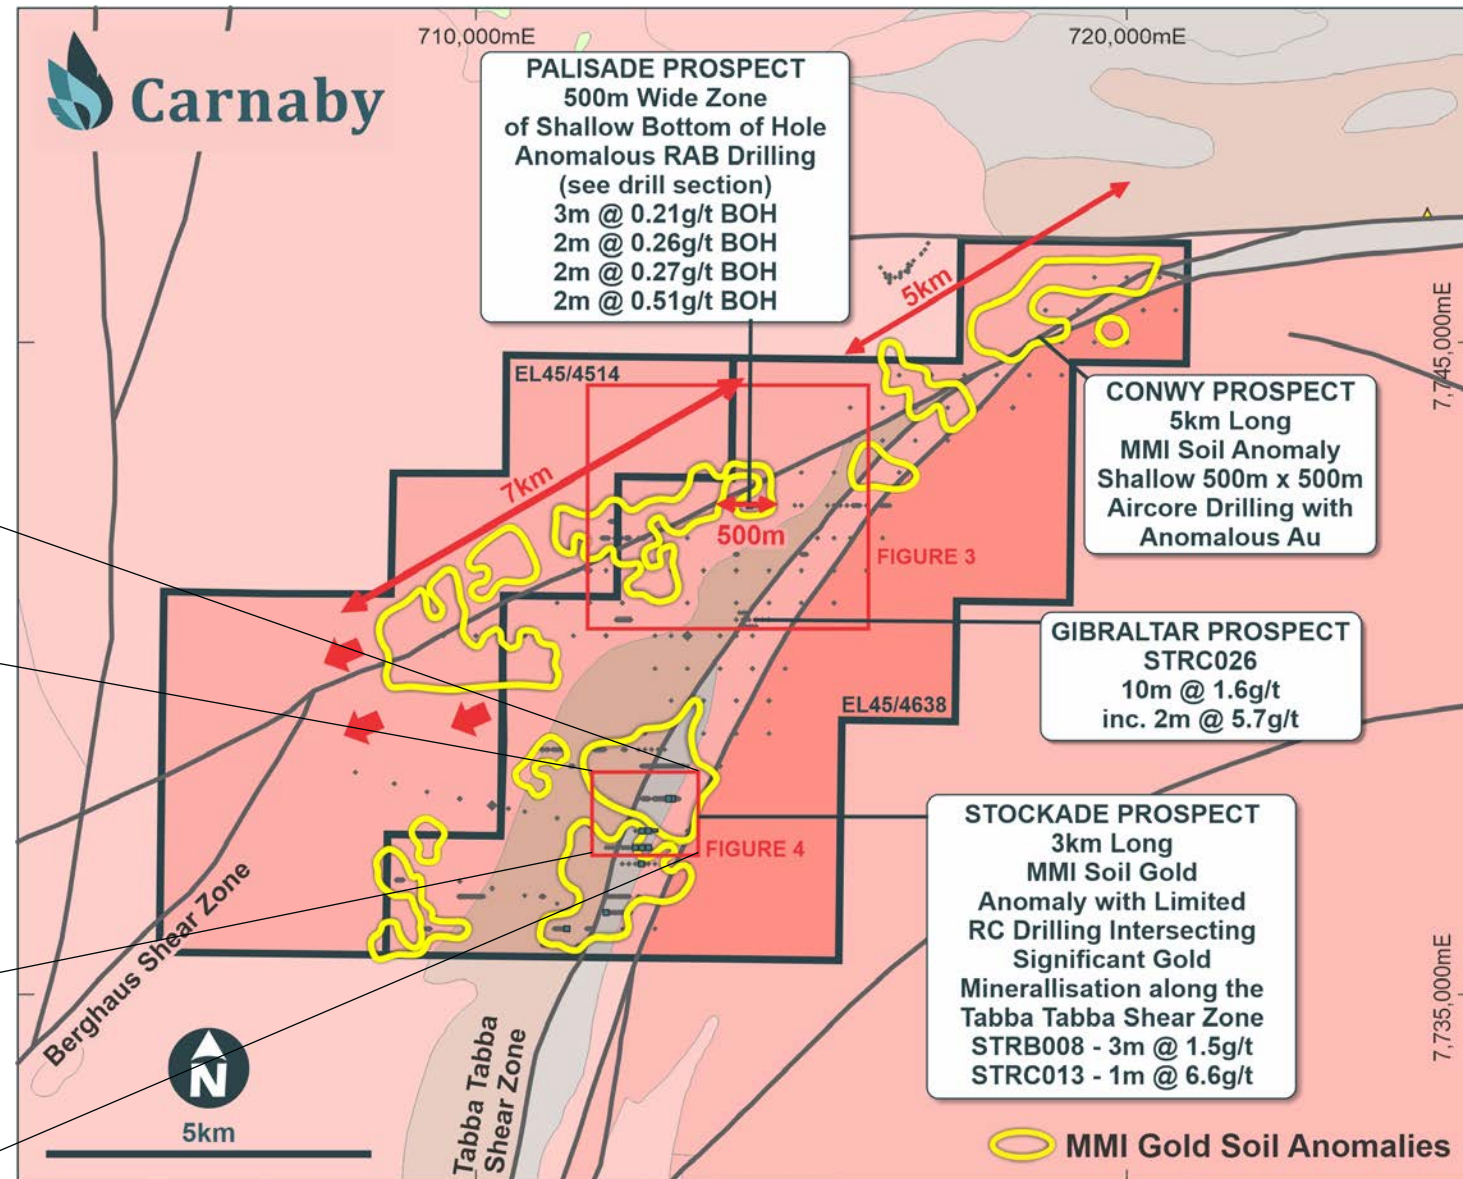 710,000mE
720,000mE
Carnaby
PALISADE PROSPECT
500m Wide Zone
of Shallow Bottom of Hole
Anomalous RAB Drilling
(see drill section)
3m @ 0.21g/t BOH
2m @ 0.26g/t BOH
2m @ 0.27g/t BOH
2m @ 0.51g/t BOH
5km
7,745,000mE
EL45/4514
CONWY PROSPECT
5km Long
MMI Soil Anomaly
Shallow 500m x 500m
Aircore Drilling with
Anomalous Au
7km
500m
FIGURE 3
GIBRALTAR PROSPECT
STRC026
10m @ 1.6g/t
inc. 2m @ 5.7g/t
EL45/4638
STOCKADE PROSPECT
3km Long
MMI Soil Gold
Anomaly with Limited
RC Drilling Intersecting
Significant Gold
Minerallisation along the
Tabba Tabba Shear Zone
STRB008 - 3m @ 1.5g/t
STRC013 - 1m @ 6.6g/t
FIGURE 4
Berghaus Shear Zone
7,735,000mE
N
5km
Tabba Tabba
Shear Zone
MMI Gold Soil Anomalies